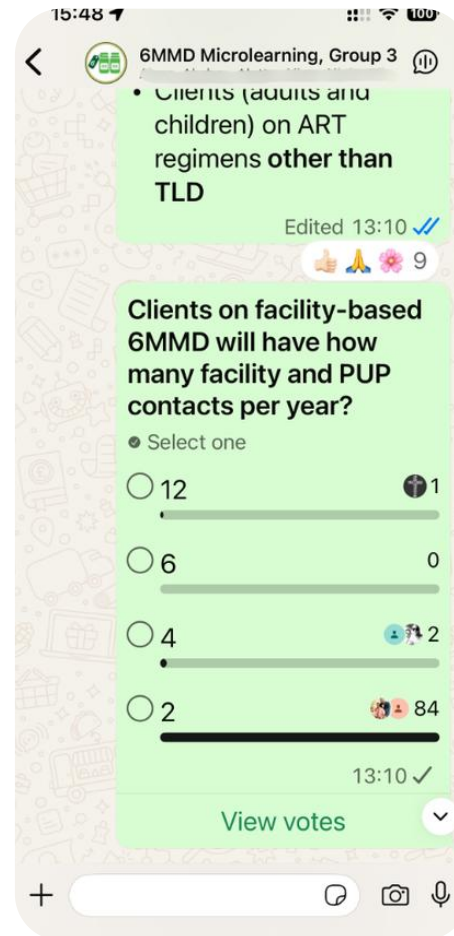 15:48
100
6MMD Microlearning, Group 3
• Clients (adults and
children) on ART
regimens other than
TLD
Edited 13:10
9
Clients on facility-based
6MMD will have how
many facility and PUP
contacts per year?
Select one
12 1
6 0
4 2
2 84
13:10
View votes